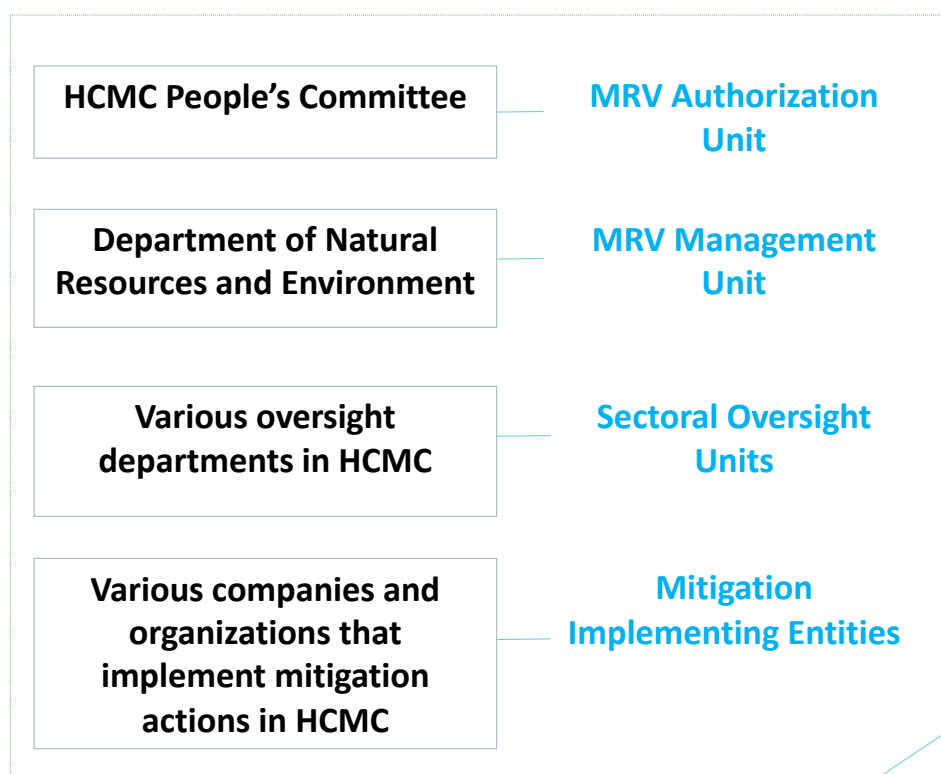 HCMC People’s Committee
MRV Authorization
Unit
Department of Natural
Resources and Environment
MRV Management
Unit
Various oversight
departments in HCMC
Sectoral Oversight
Units
Various companies and
organizations that
implement mitigation
actions in HCMC
Mitigation
Implementing Entities